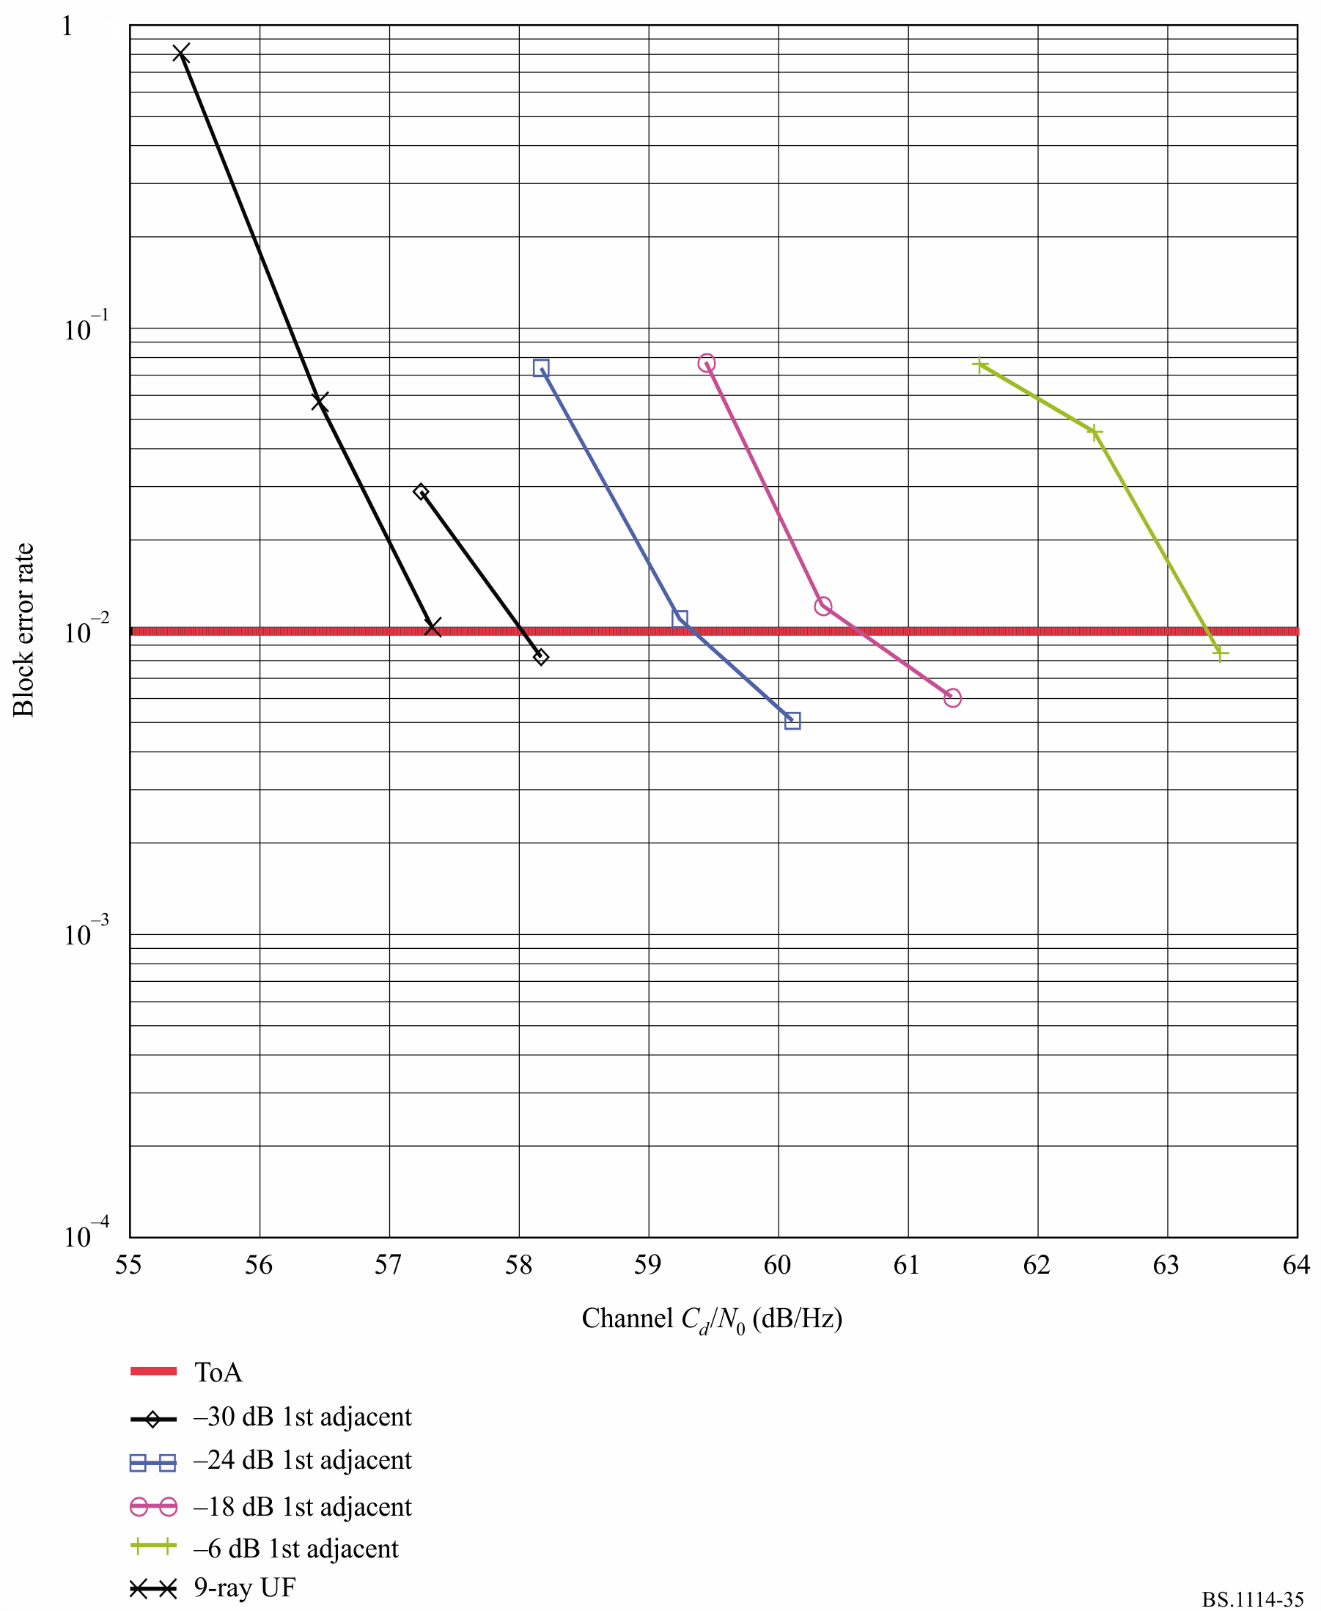 1
10–1
10–2
10–3
10–4
Block error rate
55 56 57 58 59 60 61 62 63 64
Channel Cd/N0 (dB/Hz)
ToA
–30 dB 1st adjacent
–24 dB 1st adjacent
–18 dB 1st adjacent
–6 dB 1st adjacent
9-ray UF
BS.1114-35